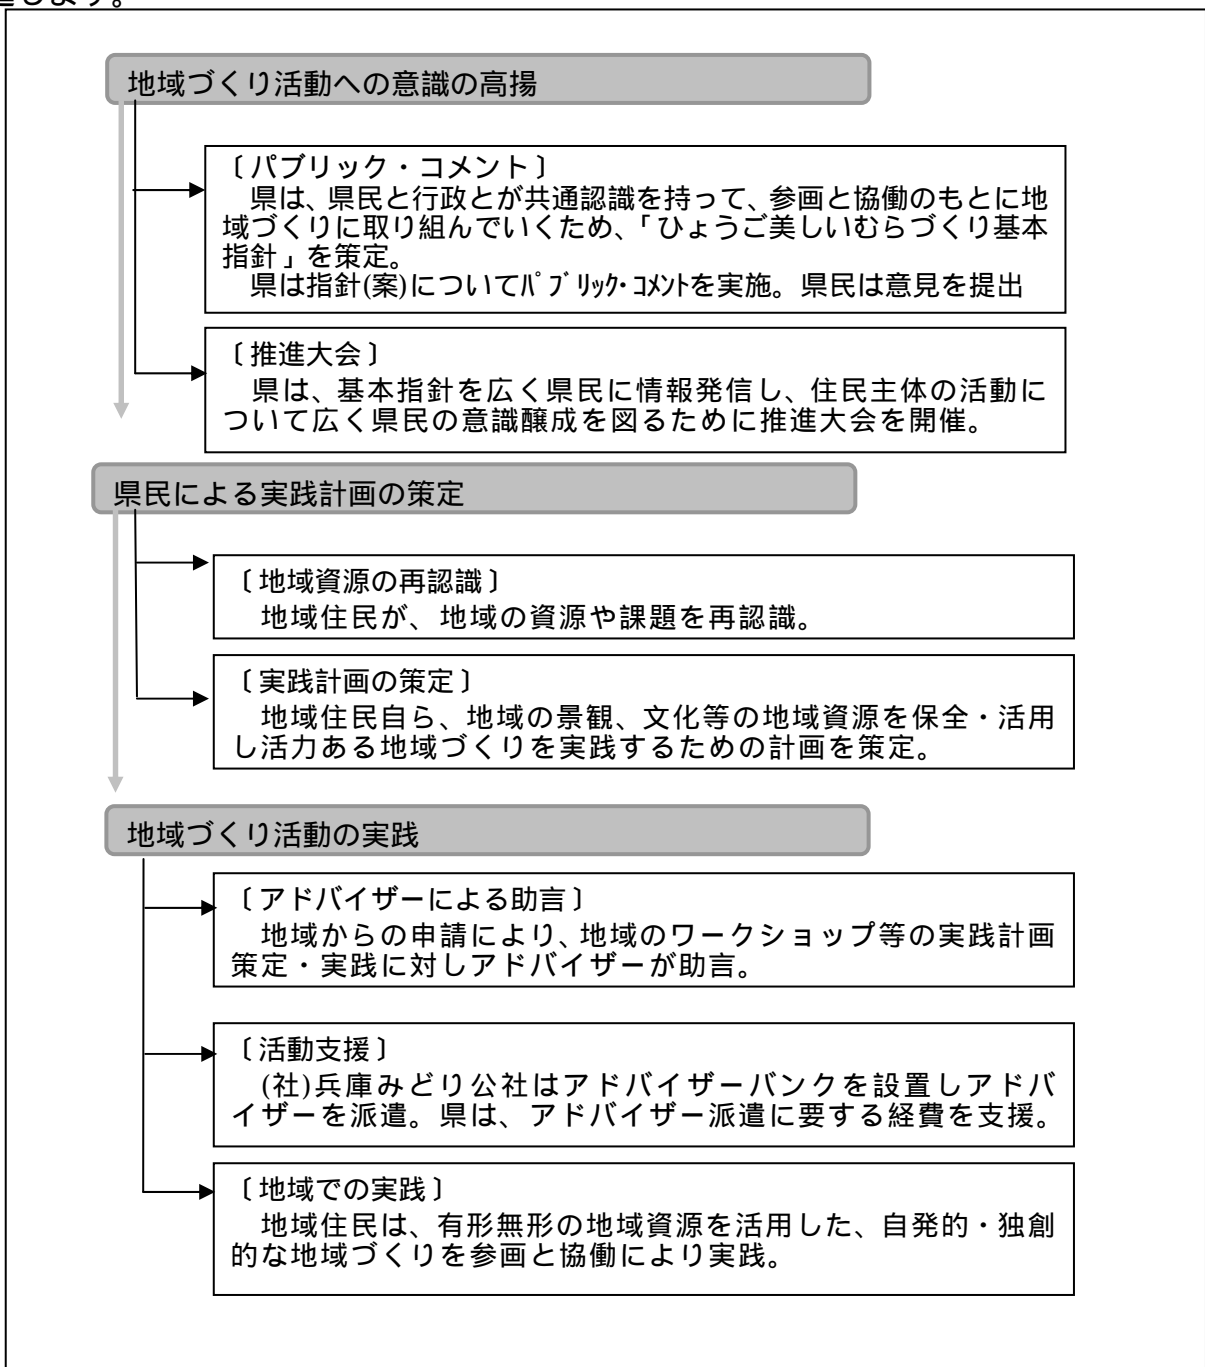 進します。
地域づくり活動への意識の高揚
〔パブリック・コメント〕
県は、県民と行政とが共通認識を持って、参画と協働のもとに地
域づくりに取り組んでいくため、「ひょうご美しいむらづくり基本
指針」を策定。
県は指針(案)についてﾊﾟﾌﾞﾘｯｸ･ｺﾒﾝﾄを実施。県民は意見を提出
〔推進大会〕
県は、基本指針を広く県民に情報発信し、住民主体の活動に
ついて広く県民の意識醸成を図るために推進大会を開催。
県民による実践計画の策定
〔地域資源の再認識〕
地域住民が、地域の資源や課題を再認識。
〔実践計画の策定〕
地域住民自ら、地域の景観、文化等の地域資源を保全・活用
し活力ある地域づくりを実践するための計画を策定。
地域づくり活動の実践
〔アドバイザーによる助言〕
地域からの申請により、地域のワークショップ等の実践計画
策定・実践に対しアドバイザーが助言。
〔活動支援〕
(社)兵庫みどり公社はアドバイザーバンクを設置しアドバ
イザーを派遣。県は、アドバイザー派遣に要する経費を支援。
〔地域での実践〕
地域住民は、有形無形の地域資源を活用した、自発的・独創
的な地域づくりを参画と協働により実践。